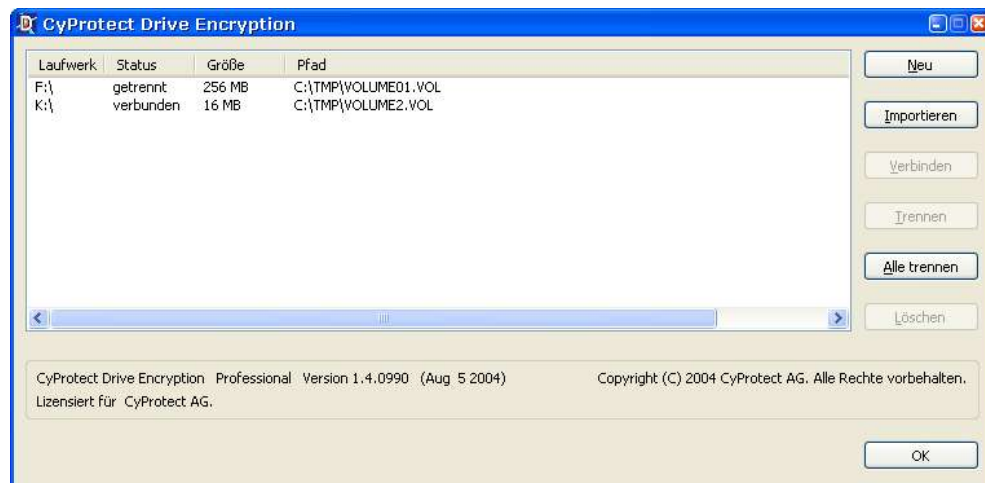 CyProtect Drive Encryption
Laufwerk Status Größe Pfad
F:\ getrennt 256 MB C:\TMP\VOLUME01.VOL
K:\ verbunden 16 MB C:\TMP\VOLUME2.VOL
Neu
Importieren
Verbinden
Trennen
Alle trennen
Löschen
CyProtect Drive Encryption Professional Version 1.4.0990 (Aug 5 2004) Copyright (C) 2004 CyProtect AG. Alle Rechte vorbehalten.
Lizensiert für CyProtect AG.
OK